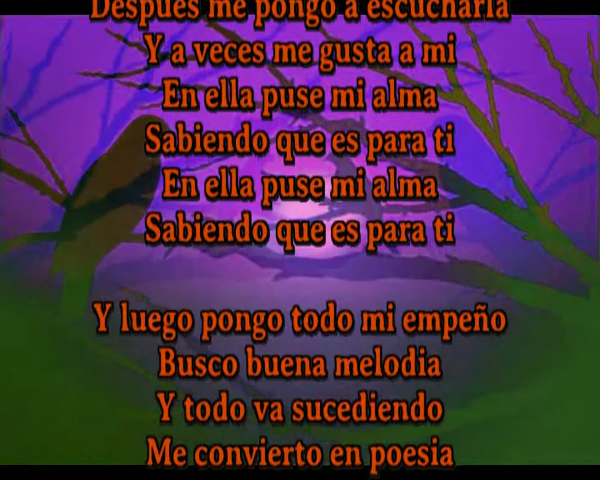 Despues me pongo a escucharla
Y a veces me gusta a mi
En ella puse mi alma
Sabiendo que es para ti
En ella puse mi alma
Sabiendo que es para ti
Y luego pongo todo mi empeño
Busco buena melodia
Y todo va sucediendo
Me convierto en poesia